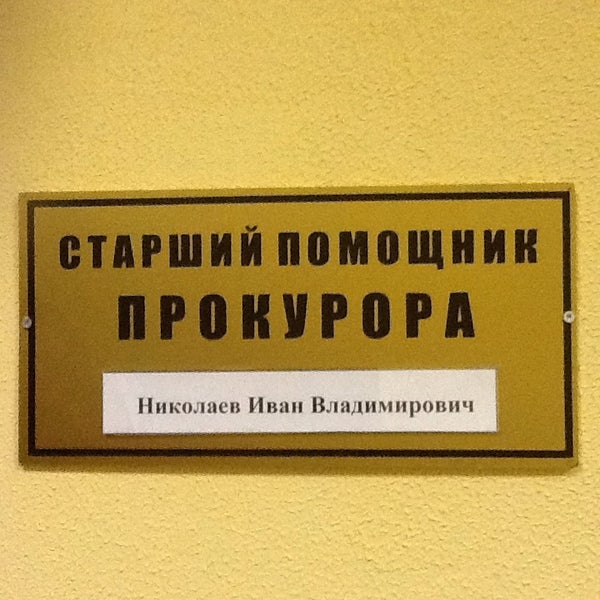 СТАРШИЙ ПОМОЩНИК
ПРОКУРОРА
Николаев Иван Владимирович